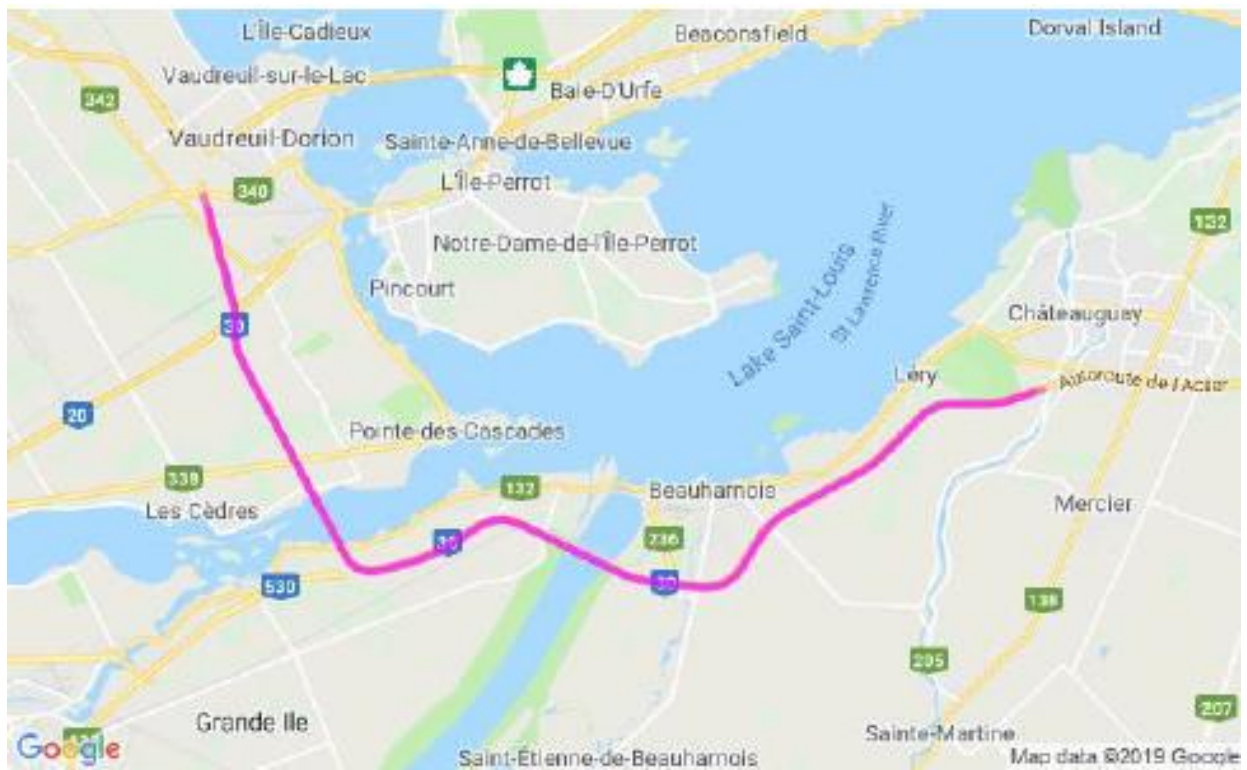 L'Île-Cadieux
Beaconsfield
Dorval Island
Vaudreuil-sur-le-Lac
342
Baie-D'Urfe
Vaudreuil-Dorion
Sainte-Anne-de-Bellevue
340
L'Île-Perrot
132
Notre-Dame-de-l'Île-Perrot
Pincourt
Lake Saint-Louis
St Lawrence River
Châteauguay
30
Léry
Autoroute de l'Acier
20
Pointe-des-Cascades
338
132
Beauharnois
Les Cèdres
Mercier
30
236
530
30
138
205
Grande Ile
207
Sainte-Martine
Google
Saint-Étienne-de-Beauharnois
Map data ©2019 Google